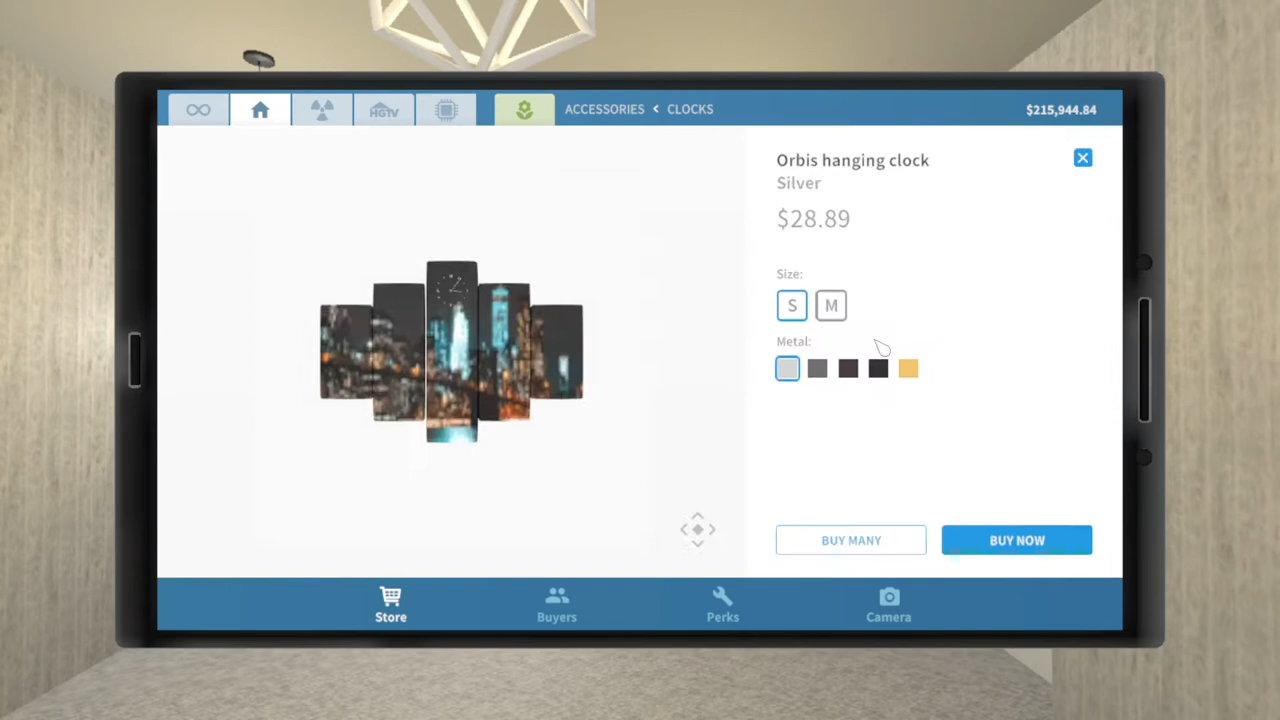 HGTV
ACCESSORIES < CLOCKS
$215,944.84
Orbis hanging clock
Silver
$28.89
Size:
S M
Metal:
BUY MANY
BUY NOW
Store
Buyers
Perks
Camera